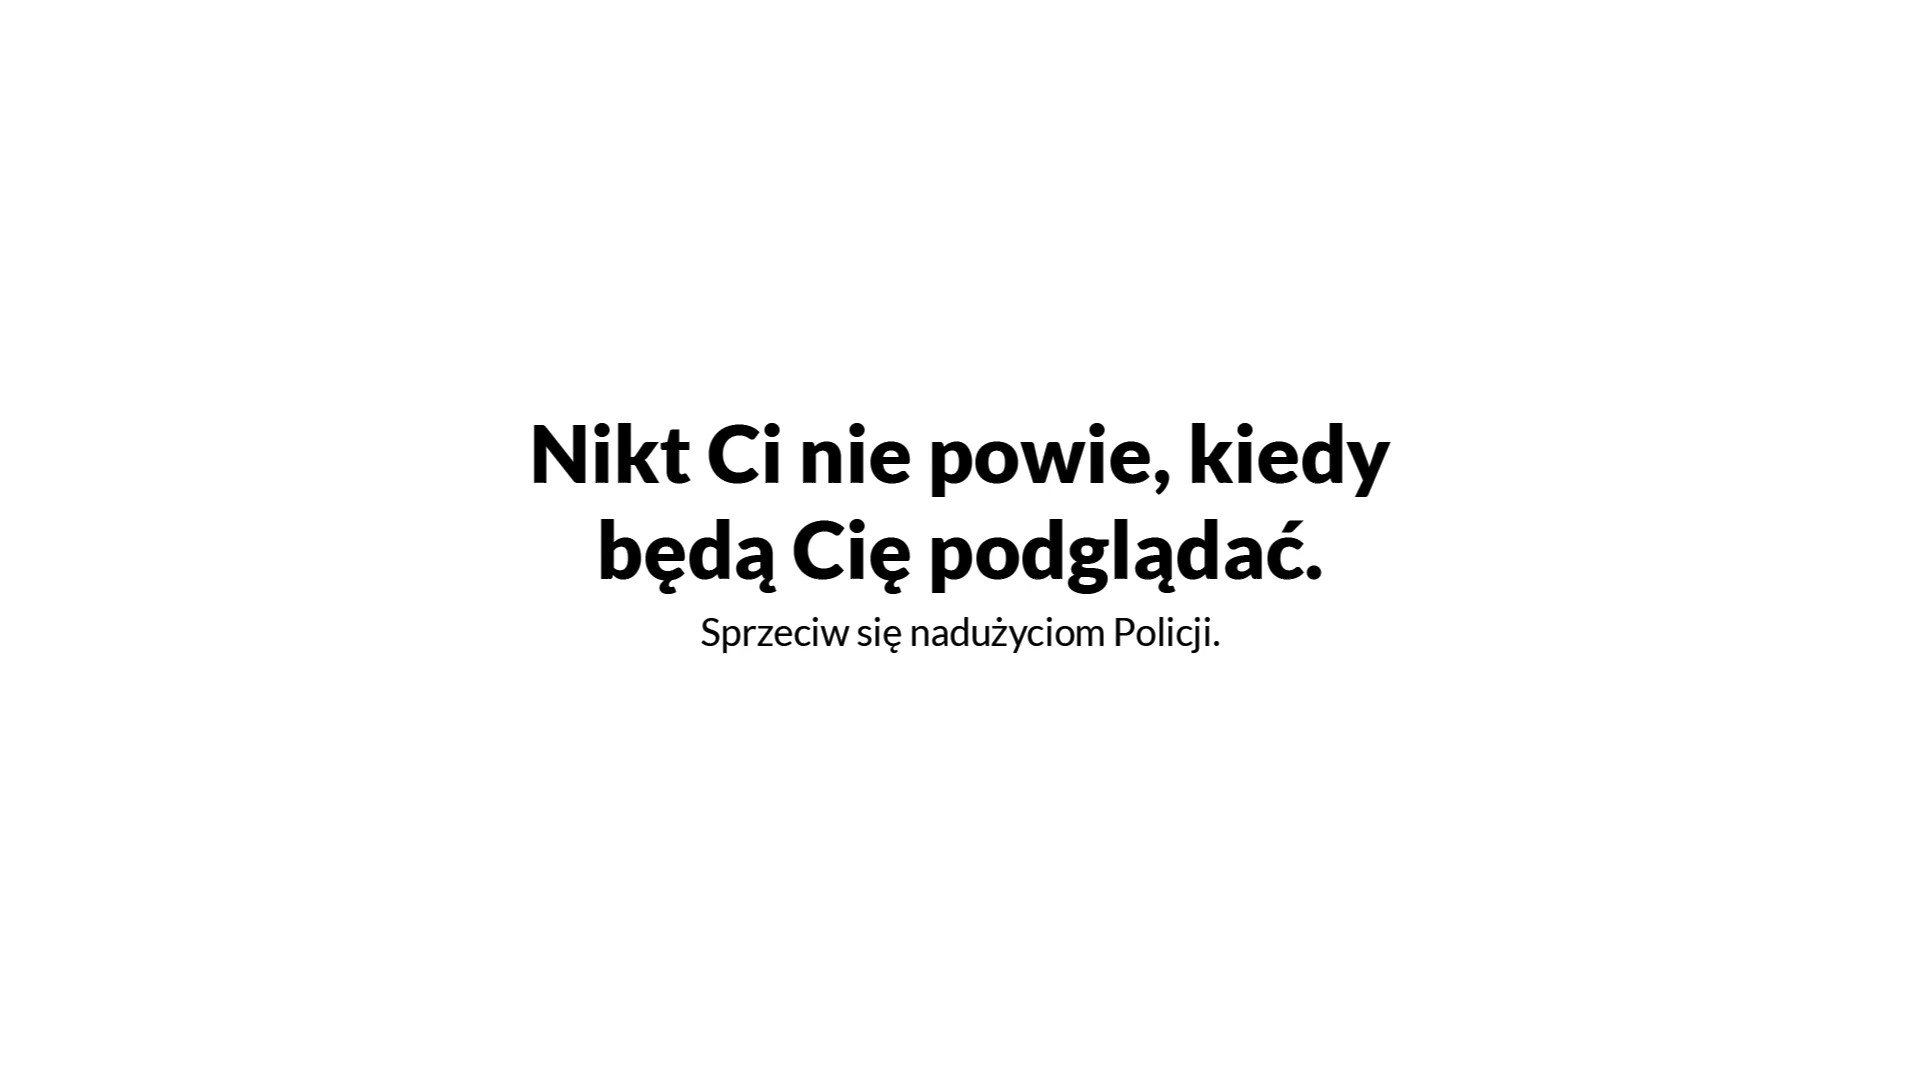 Nikt Ci nie powie, kiedy
będą Cię podglądać.
Sprzeciw się nadużyciom Policji.